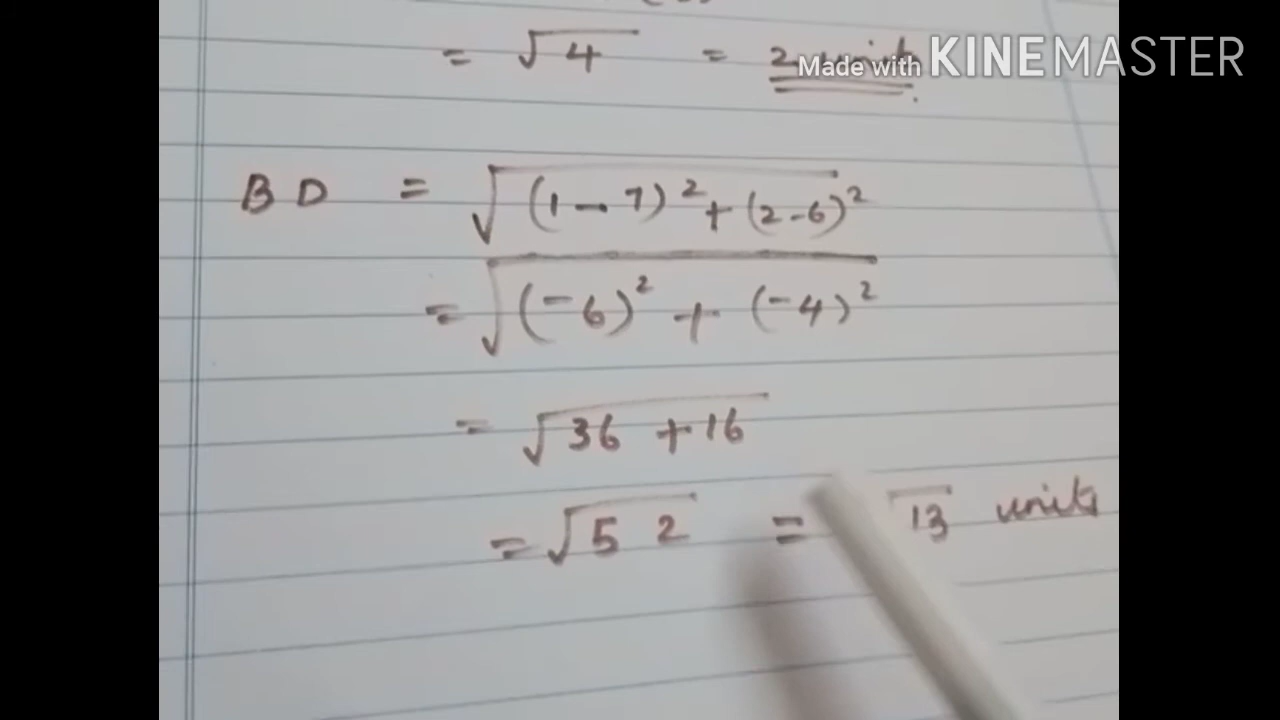 = √4 = 2
Made with KINEMASTER
BD = √(1-7)² + (2-6)²
= √(-6)² + (-4)²
= √36 + 16
= √52 = 13 units